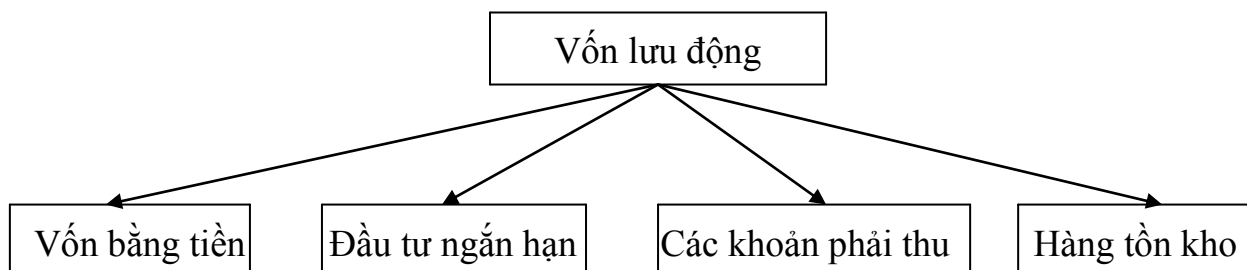 Vốn lưu động
Vốn bằng tiền
Đầu tư ngắn hạn
Các khoản phải thu
Hàng tồn kho